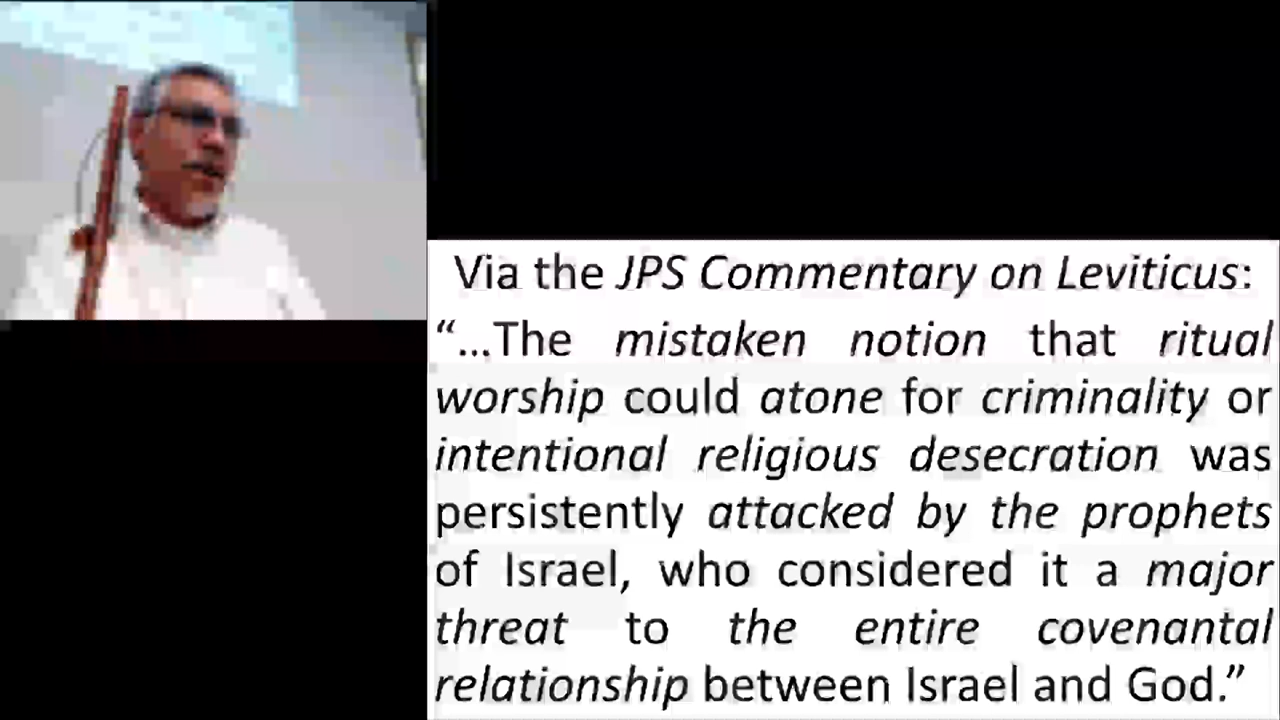 Via the JPS Commentary on Leviticus:
“...The mistaken notion that ritual
worship could atone for criminality or
intentional religious desecration was
persistently attacked by the prophets
of Israel, who considered it a major
threat to the entire covenantal
relationship between Israel and God.”